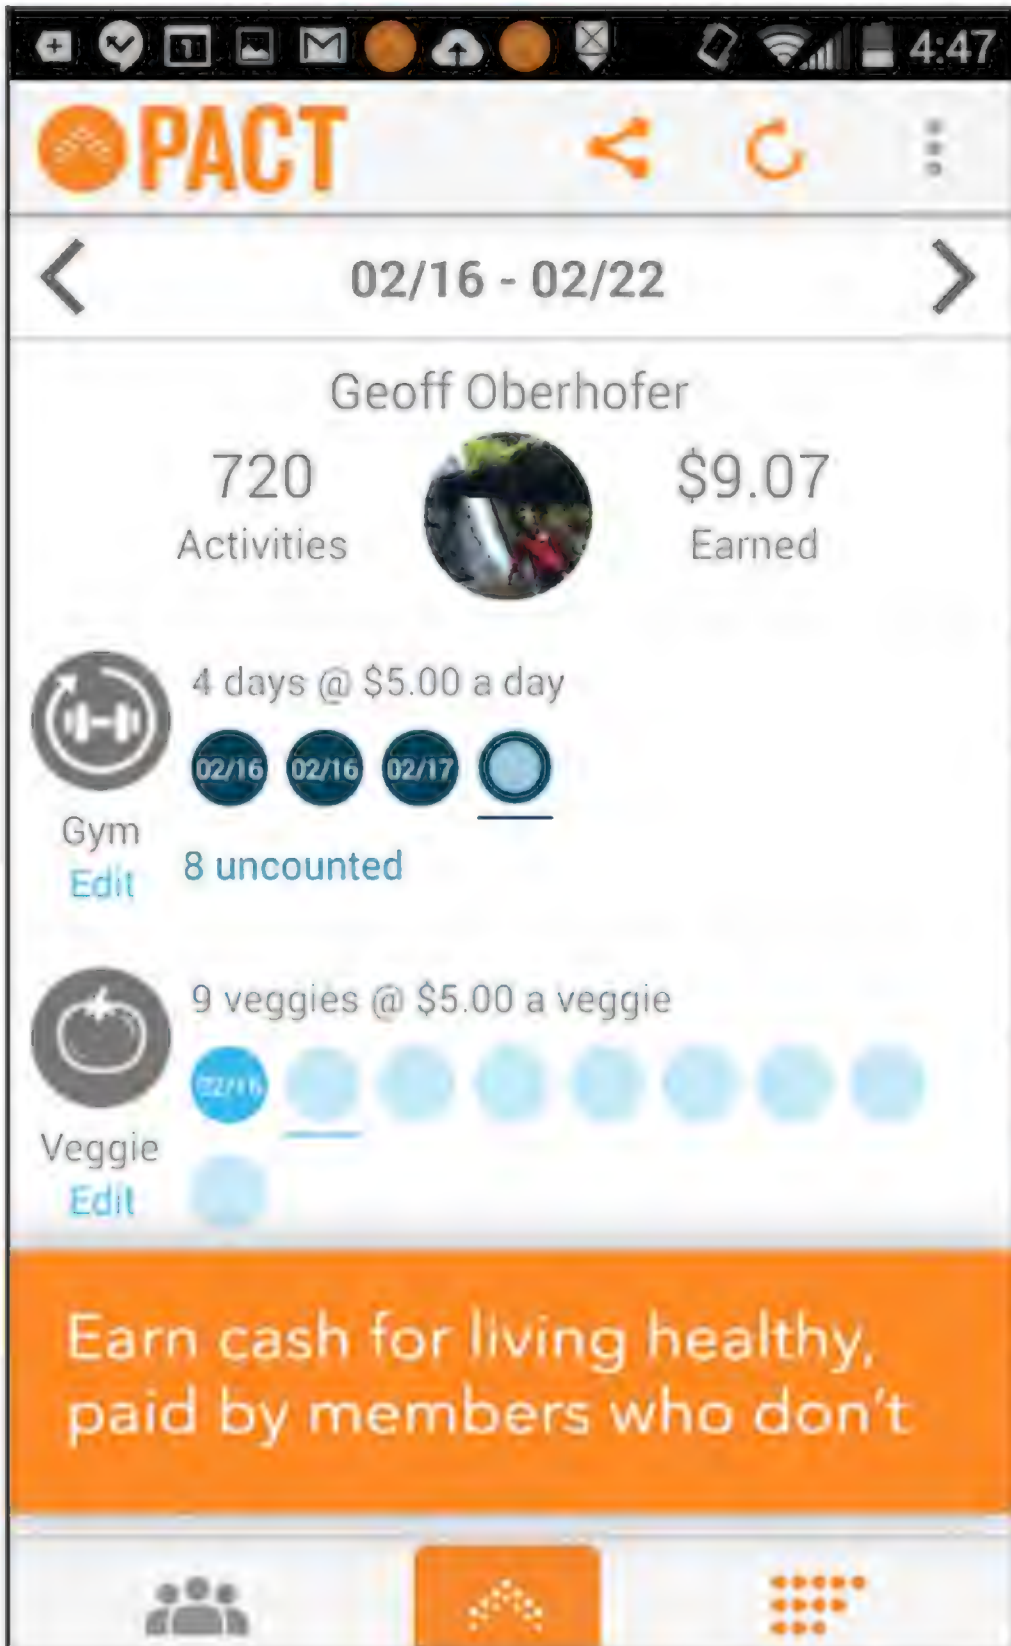 4:47
PACT
02/16 - 02/22
Geoff Oberhofer
720
Activities
$9.07
Earned
4 days @ $5.00 a day
02/16 02/16 02/17
Gym
Edit
8 uncounted
9 veggies @ $5.00 a veggie
02/16
Veggie
Edit
Earn cash for living healthy,
paid by members who don't